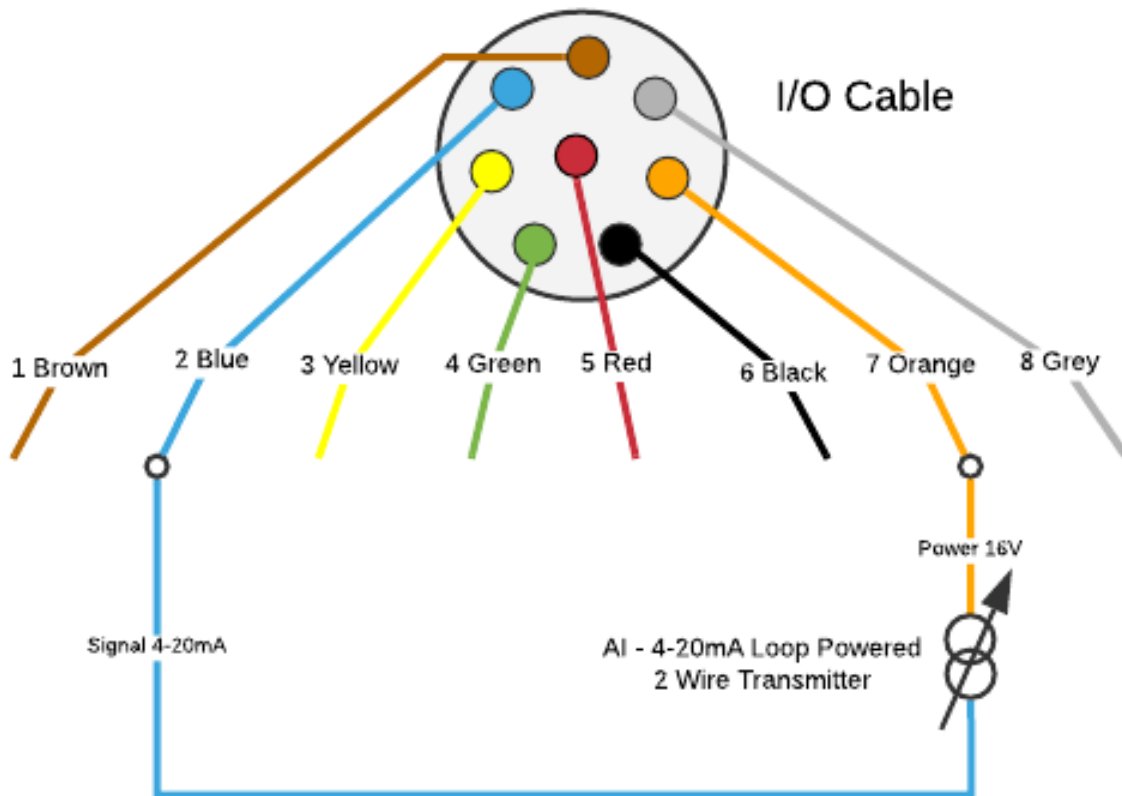 I/O Cable
1 Brown
2 Blue
3 Yellow
4 Green
5 Red
6 Black
7 Orange
8 Grey
Power 16V
Signal 4-20mA
AI - 4-20mA Loop Powered
2 Wire Transmitter